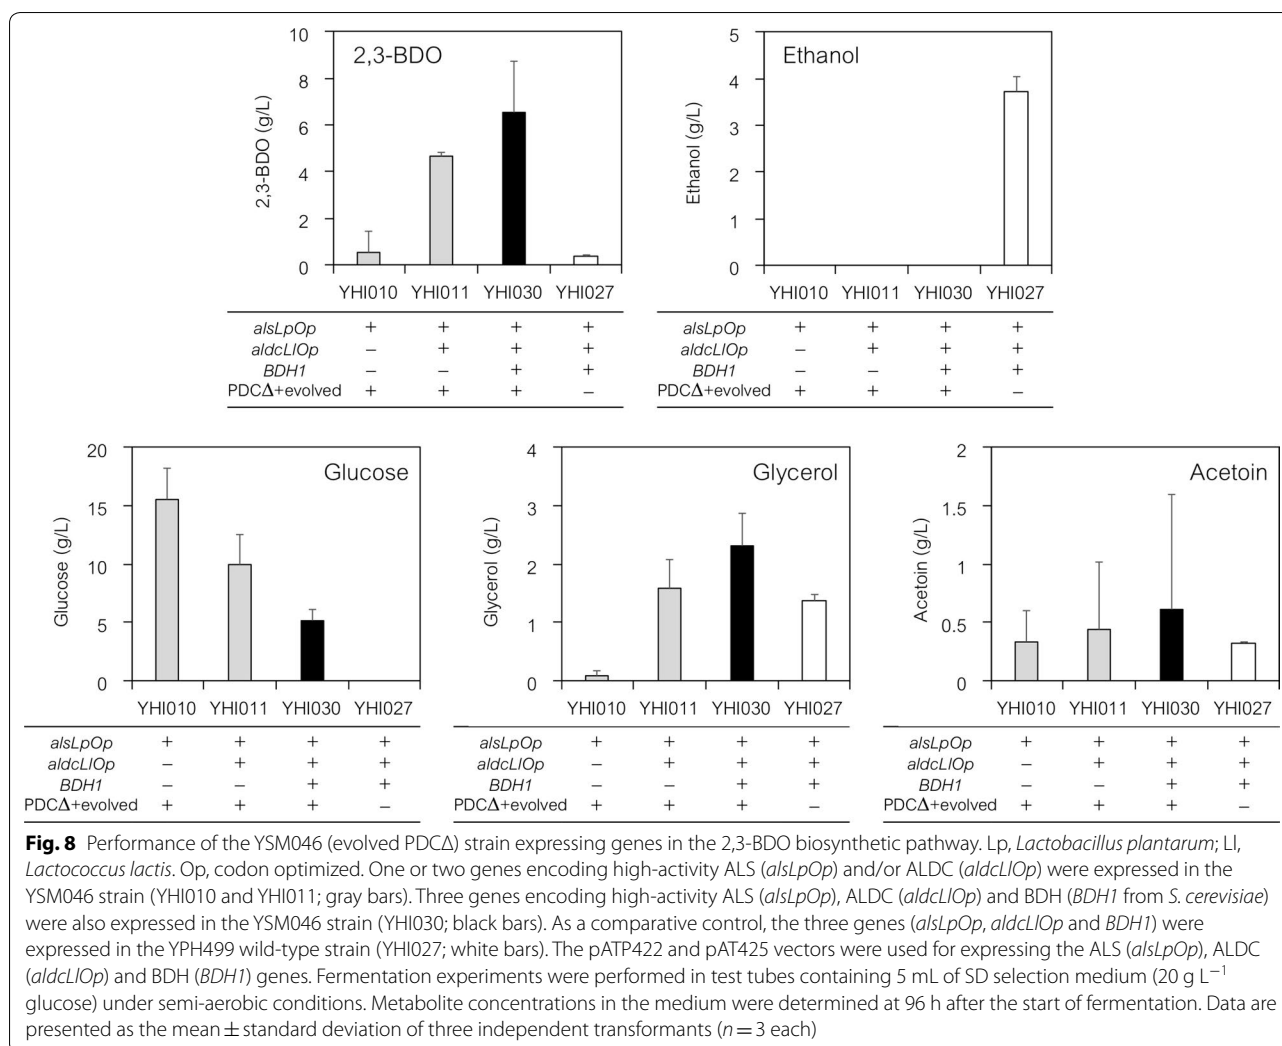 10
8
6
4
2
0
2,3-BDO (g/L)
2,3-BDO
YHI010 YHI011 YHI030 YHI027
alsLpOp + + + +
aldcLlOp – + + +
BDH1 – – + +
PDCΔ+evolved + + + –
5
4
3
2
1
0
Ethanol (g/L)
Ethanol
YHI010 YHI011 YHI030 YHI027
alsLpOp + + + +
aldcLlOp – + + +
BDH1 – – + +
PDCΔ+evolved + + + –
20
15
10
5
0
Glucose (g/L)
Glucose
YHI010 YHI011 YHI030 YHI027
alsLpOp + + + +
aldcLlOp – + + +
BDH1 – – + +
PDCΔ+evolved + + + –
4
3
2
1
0
Glycerol (g/L)
Glycerol
YHI010 YHI011 YHI030 YHI027
alsLpOp + + + +
aldcLlOp – + + +
BDH1 – – + +
PDCΔ+evolved + + + –
2
1.5
1
0.5
0
Acetoin (g/L)
Acetoin
YHI010 YHI011 YHI030 YHI027
alsLpOp + + + +
aldcLlOp – + + +
BDH1 – – + +
PDCΔ+evolved + + + –
Fig. 8 Performance of the YSM046 (evolved PDCΔ) strain expressing genes in the 2,3-BDO biosynthetic pathway. Lp, Lactobacillus plantarum; Ll,
Lactococcus lactis. Op, codon optimized. One or two genes encoding high-activity ALS (alsLpOp) and/or ALDC (aldcLlOp) were expressed in the
YSM046 strain (YHI010 and YHI011; gray bars). Three genes encoding high-activity ALS (alsLpOp), ALDC (aldcLlOp) and BDH (BDH1 from S. cerevisiae)
were also expressed in the YSM046 strain (YHI030; black bars). As a comparative control, the three genes (alsLpOp, aldcLlOp and BDH1) were
expressed in the YPH499 wild-type strain (YHI027; white bars). The pATP422 and pAT425 vectors were used for expressing the ALS (alsLpOp), ALDC
(aldcLlOp) and BDH (BDH1) genes. Fermentation experiments were performed in test tubes containing 5 mL of SD selection medium (20 g L⁻¹
glucose) under semi-aerobic conditions. Metabolite concentrations in the medium were determined at 96 h after the start of fermentation. Data are
presented as the mean ± standard deviation of three independent transformants (n = 3 each)